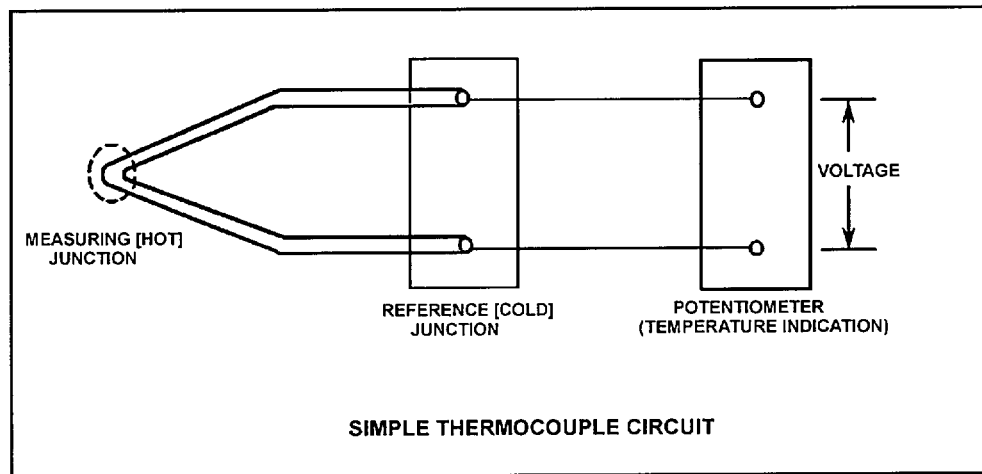 VOLTAGE
MEASURING [HOT]
JUNCTION
REFERENCE [COLD]
JUNCTION
POTENTIOMETER
(TEMPERATURE INDICATION)
SIMPLE THERMOCOUPLE CIRCUIT